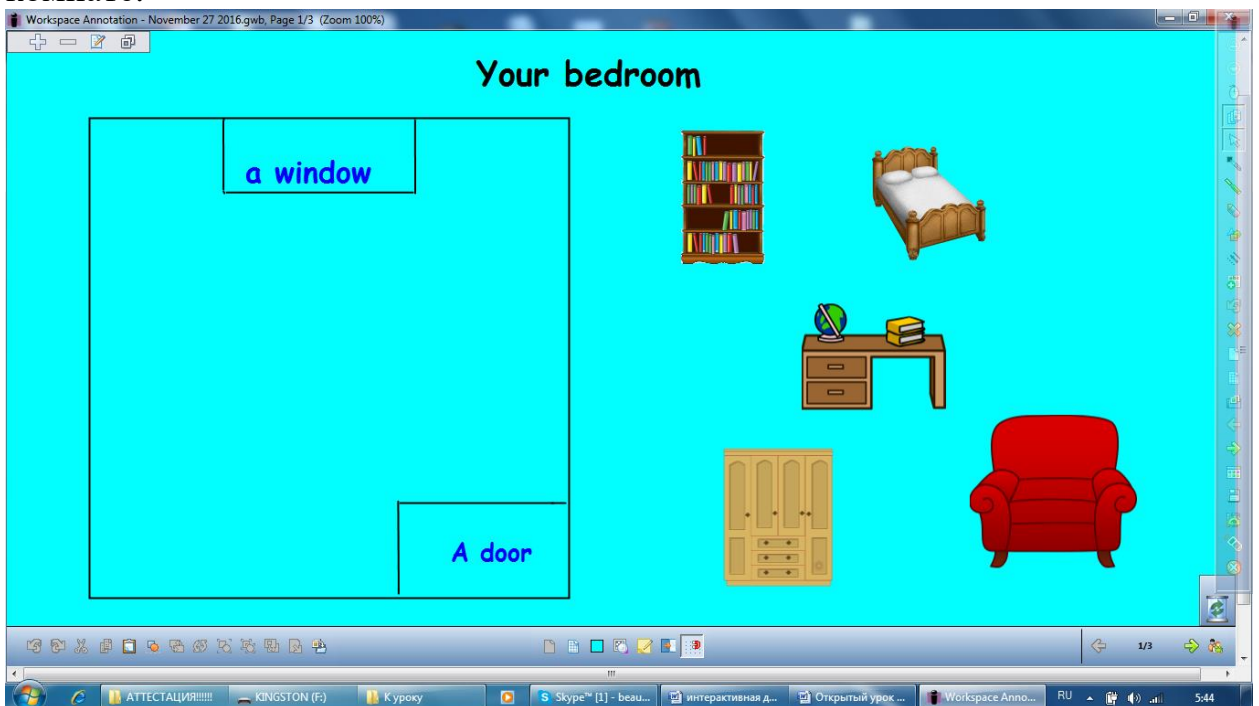 Workspace Annotation - November 27 2016.gwb, Page 1/3 (Zoom 100%)
Your bedroom
a window
A door
1/3
АТТЕСТАЦИЯ!!!!!!
KINGSTON (F:)
К уроку
Skype™ [1] - beau...
интерактивная д...
Открытый урок ...
Workspace Anno...
RU
5:44